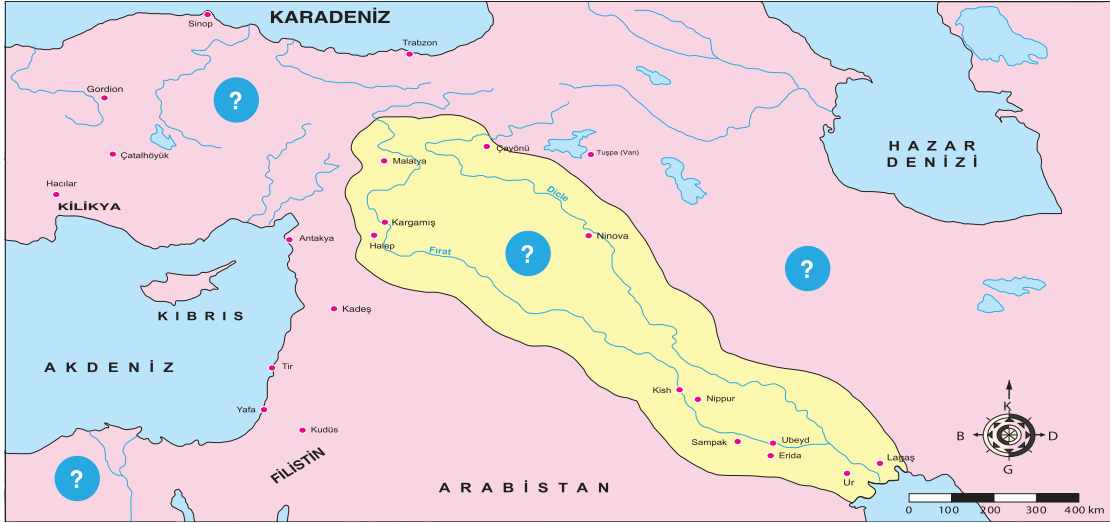 KARADENİZ
Sinop
Trabzon
Gordion
?
Çatalhöyük
Hacılar
KİLİKYA
Malatya
Çayönü
Tuşpa (Van)
HAZAR
DENİZİ
Dicle
Kargamış
Halep
Fırat
Ninova
?
?
Antakya
Kadeş
KIBRIS
AKDENİZ
Tir
Yafa
Kudüs
FİLİSTİN
?
ARABİSTAN
Kish
Nippur
Sampak
Ubeyd
Erida
Lagaş
Ur
K
B
D
G
0 100 200 300 400 km